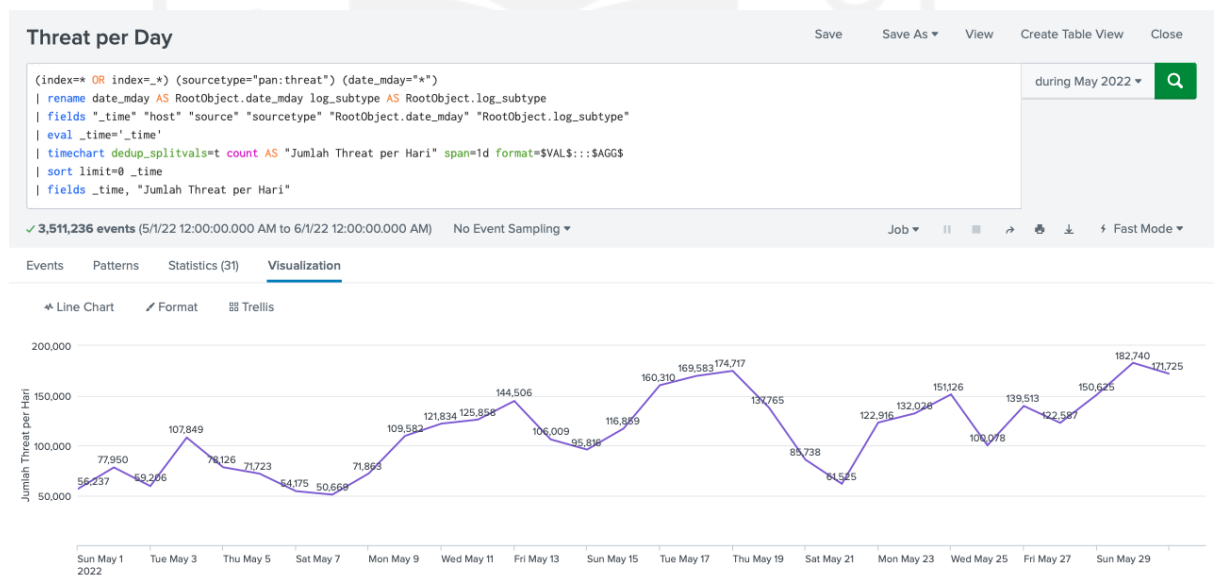 Threat per Day
Save Save As View Create Table View Close
(index=* OR index=_*) (sourcetype="pan:threat") (date_mday="*")
| rename date_mday AS RootObject.date_mday log_subtype AS RootObject.log_subtype
| fields "_time" "host" "source" "sourcetype" "RootObject.date_mday" "RootObject.log_subtype"
| eval _time='_time'
| timechart dedup_splitvals=t count AS "Jumlah Threat per Hari" span=1d format=$VAL$:::$AGG$
| sort limit=0 _time
| fields _time, "Jumlah Threat per Hari"
during May 2022
3,511,236 events (5/1/22 12:00:00.000 AM to 6/1/22 12:00:00.000 AM) No Event Sampling
Job Fast Mode
Events Patterns Statistics (31) Visualization
Line Chart Format Trellis
Jumlah Threat per Hari
200,000
150,000
100,000
50,000
56,237
77,950
59,206
107,849
78,126
71,723
54,175
50,669
71,863
109,582
121,834
125,858
144,506
106,009
95,816
116,859
160,310
169,583
174,717
137,765
85,738
61,525
122,916
132,026
151,126
100,078
139,513
122,587
150,625
182,740
171,725
Sun May 1 Tue May 3 Thu May 5 Sat May 7 Mon May 9 Wed May 11 Fri May 13 Sun May 15 Tue May 17 Thu May 19 Sat May 21 Mon May 23 Wed May 25 Fri May 27 Sun May 29
2022